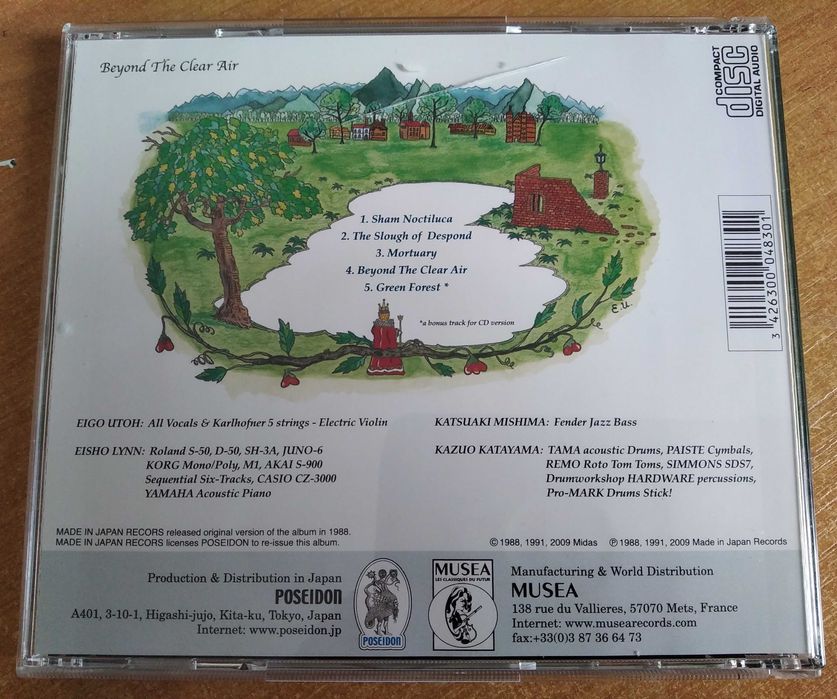 Beyond The Clear Air
COMPACT
disc
DIGITAL AUDIO
1. Sham Noctiluca
2. The Slough of Despond
3. Mortuary
4. Beyond The Clear Air
5. Green Forest *
*a bonus track for CD version
E.U.
3 426300 048301
EIGO UTOH: All Vocals & Karlhofner 5 strings - Electric Violin
EISHO LYNN: Roland S-50, D-50, SH-3A, JUNO-6
KORG Mono/Poly, M1, AKAI S-900
Sequential Six-Tracks, CASIO CZ-3000
YAMAHA Acoustic Piano
KATSUAKI MISHIMA: Fender Jazz Bass
KAZUO KATAYAMA: TAMA acoustic Drums, PAISTE Cymbals,
REMO Roto Tom Toms, SIMMONS SDS7,
Drumworkshop HARDWARE percussions,
Pro-MARK Drums Stick!
MADE IN JAPAN RECORS released original version of the album in 1988.
MADE IN JAPAN RECORS licenses POSEIDON to re-issue this album.
© 1988, 1991, 2009 Midas ℗ 1988, 1991, 2009 Made in Japan Records
Production & Distribution in Japan
POSEIDON
A401, 3-10-1, Higashi-jujo, Kita-ku, Tokyo, Japan
Internet: www.poseidon.jp
POSEIDON
MUSEA
LES CLASSIQUES DU FUTUR
Manufacturing & World Distribution
MUSEA
138 rue du Vallieres, 57070 Mets, France
Internet: www.musearecords.com
fax:+33(0)3 87 36 64 73